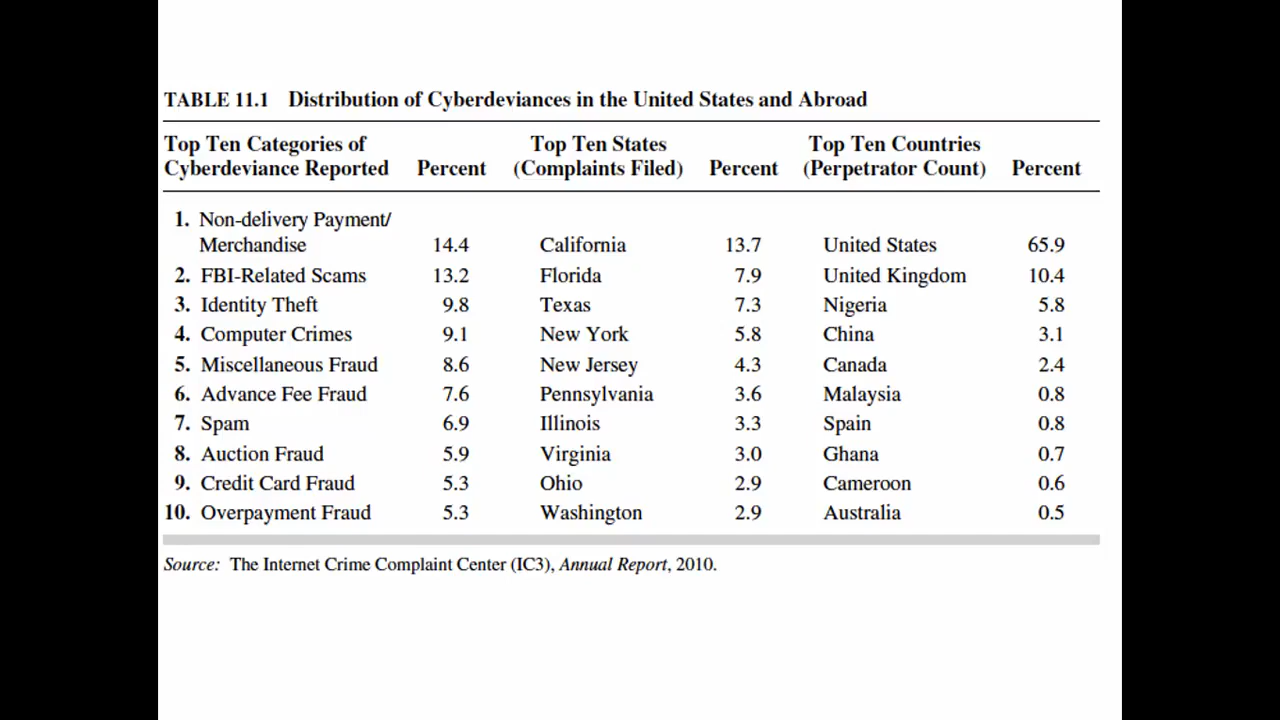 TABLE 11.1 Distribution of Cyberdeviances in the United States and Abroad
Top Ten Categories of Top Ten States Top Ten Countries
Cyberdeviance Reported Percent (Complaints Filed) Percent (Perpetrator Count) Percent
1. Non-delivery Payment/
Merchandise 14.4 California 13.7 United States 65.9
2. FBI-Related Scams 13.2 Florida 7.9 United Kingdom 10.4
3. Identity Theft 9.8 Texas 7.3 Nigeria 5.8
4. Computer Crimes 9.1 New York 5.8 China 3.1
5. Miscellaneous Fraud 8.6 New Jersey 4.3 Canada 2.4
6. Advance Fee Fraud 7.6 Pennsylvania 3.6 Malaysia 0.8
7. Spam 6.9 Illinois 3.3 Spain 0.8
8. Auction Fraud 5.9 Virginia 3.0 Ghana 0.7
9. Credit Card Fraud 5.3 Ohio 2.9 Cameroon 0.6
10. Overpayment Fraud 5.3 Washington 2.9 Australia 0.5
Source: The Internet Crime Complaint Center (IC3), Annual Report, 2010.